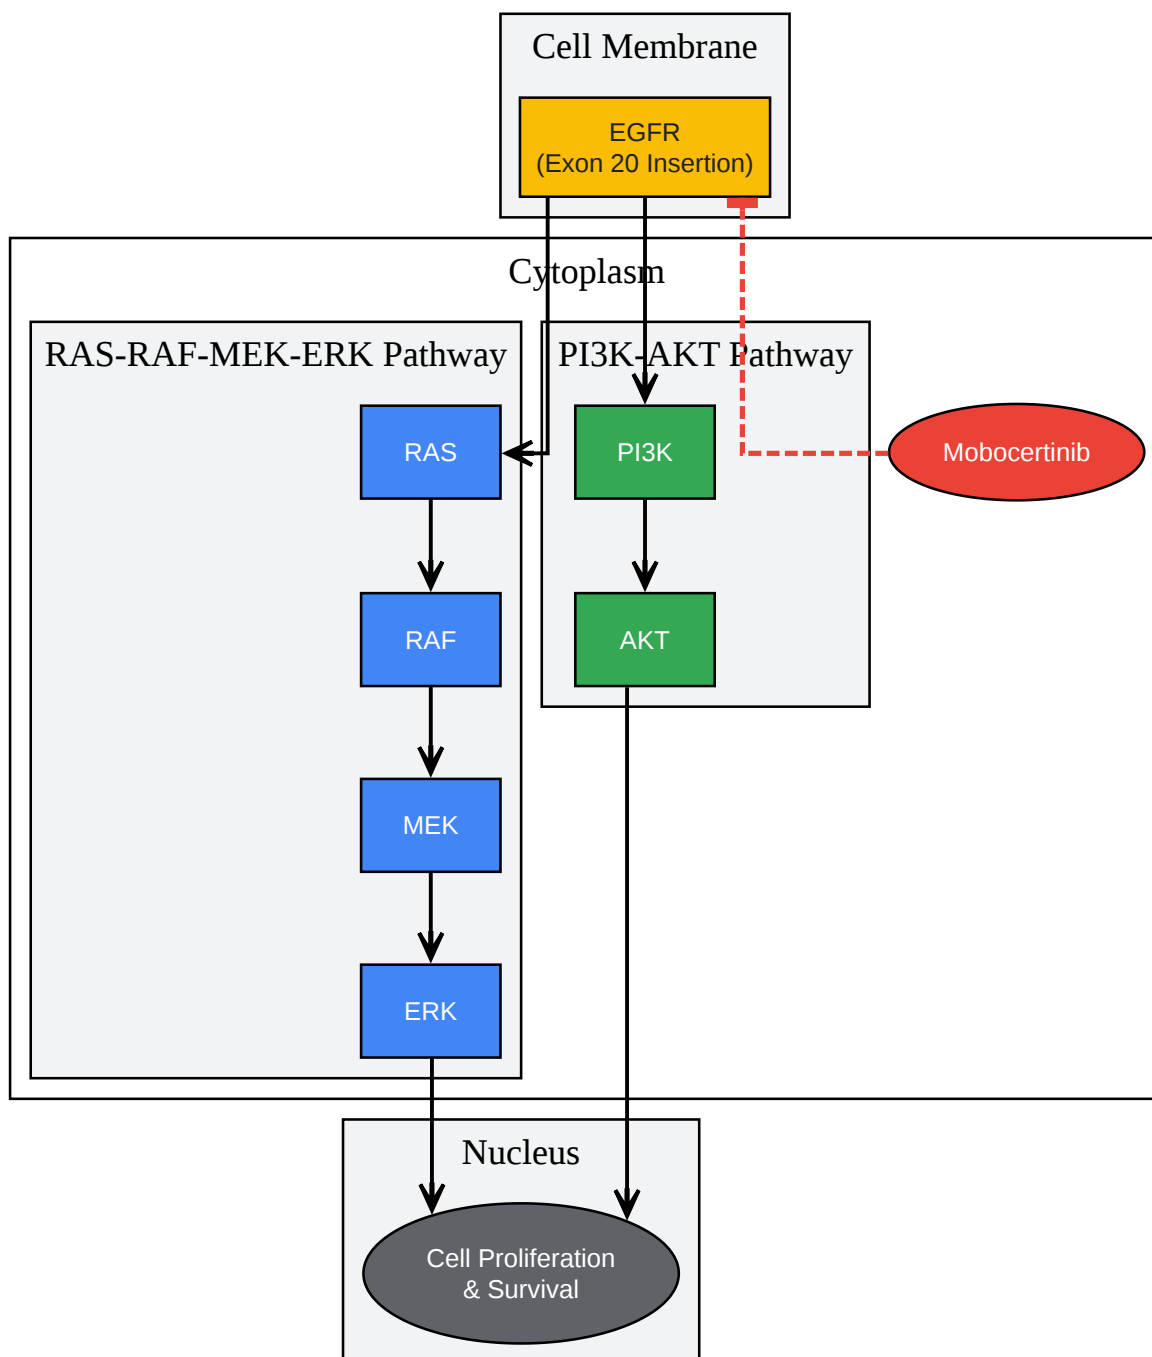 Cell Membrane
EGFR
(Exon 20 Insertion)
Cytoplasm
RAS-RAF-MEK-ERK Pathway
PI3K-AKT Pathway
RAS
PI3K
Mobocertinib
RAF
AKT
MEK
ERK
Nucleus
Cell Proliferation
& Survival